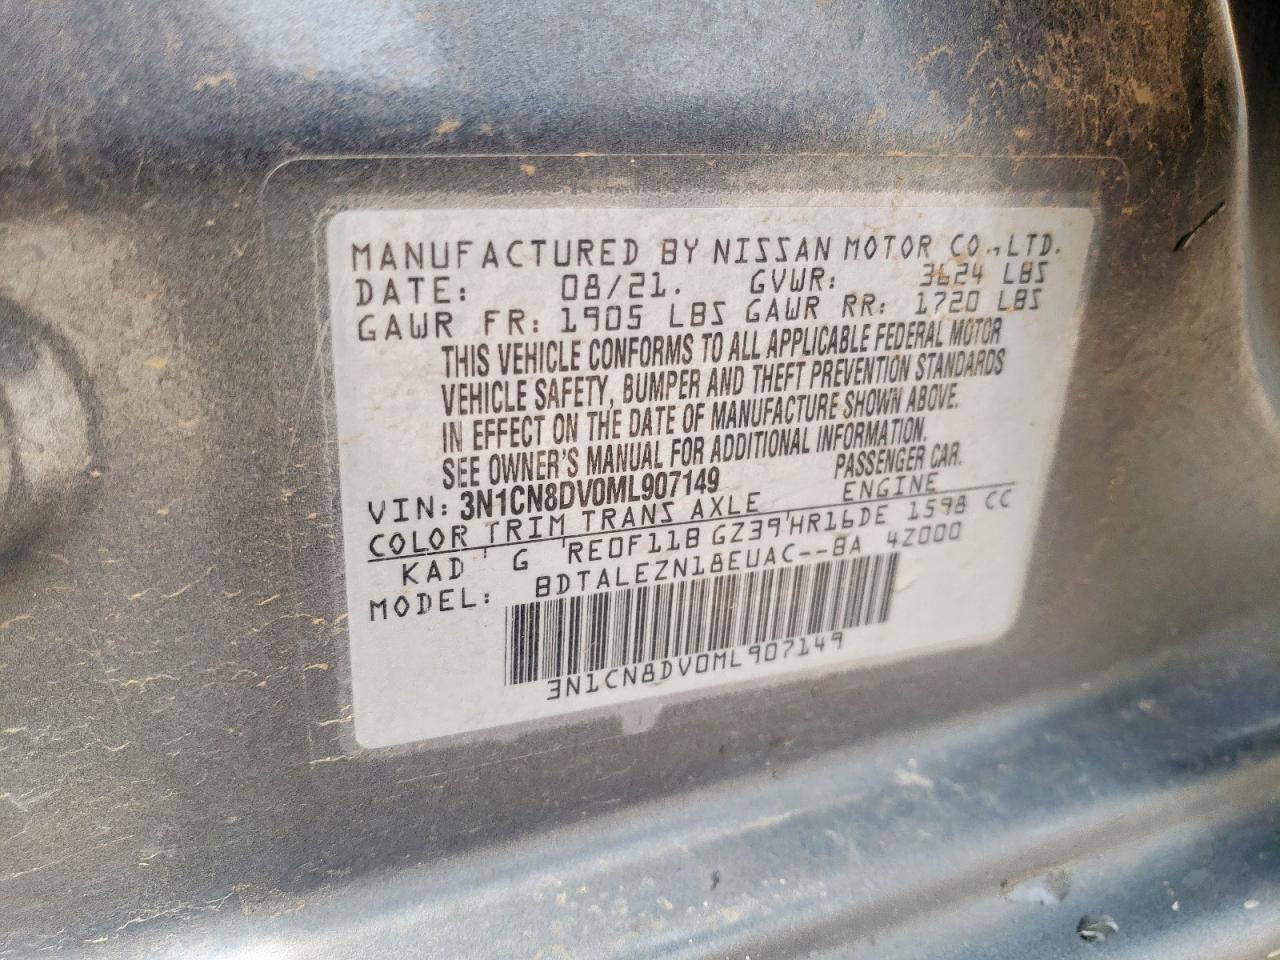 MANUFACTURED BY NISSAN MOTOR CO.,LTD.
DATE: 08/21. GVWR: 3624 LBS
GAWR FR: 1905 LBS GAWR RR: 1720 LBS
THIS VEHICLE CONFORMS TO ALL APPLICABLE FEDERAL MOTOR
VEHICLE SAFETY, BUMPER AND THEFT PREVENTION STANDARDS
IN EFFECT ON THE DATE OF MANUFACTURE SHOWN ABOVE.
SEE OWNER'S MANUAL FOR ADDITIONAL INFORMATION.
VIN: 3N1CN8DV0ML907149 PASSENGER CAR.
COLOR TRIM TRANS AXLE ENGINE
KAD G RE0F11B GZ39 HR16DE 1598 CC
MODEL: BDTALEZN18EUAC--BA 4Z000
3N1CN8DV0ML907149